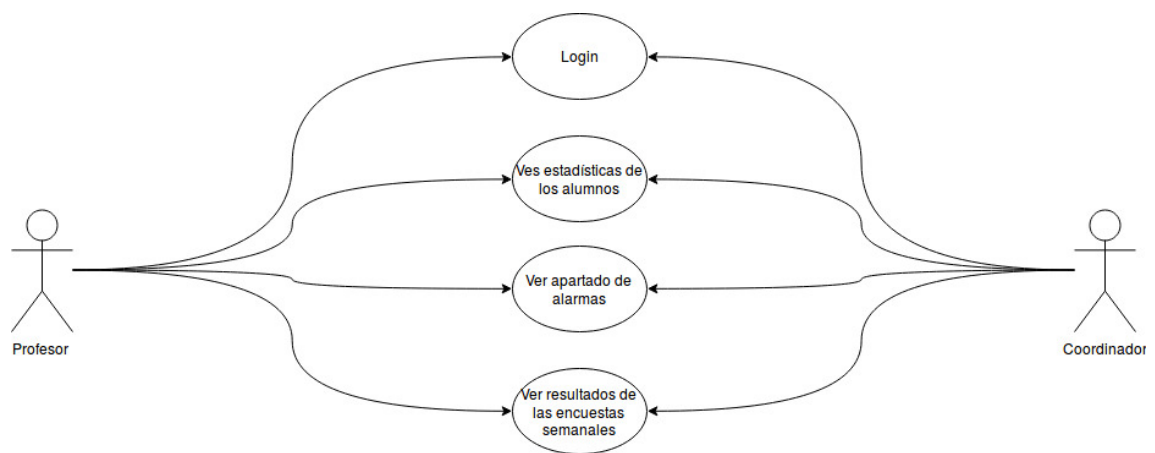 Login
Ves estadísticas de
los alumnos
Ver apartado de
alarmas
Profesor
Coordinador
Ver resultados de
las encuestas
semanales